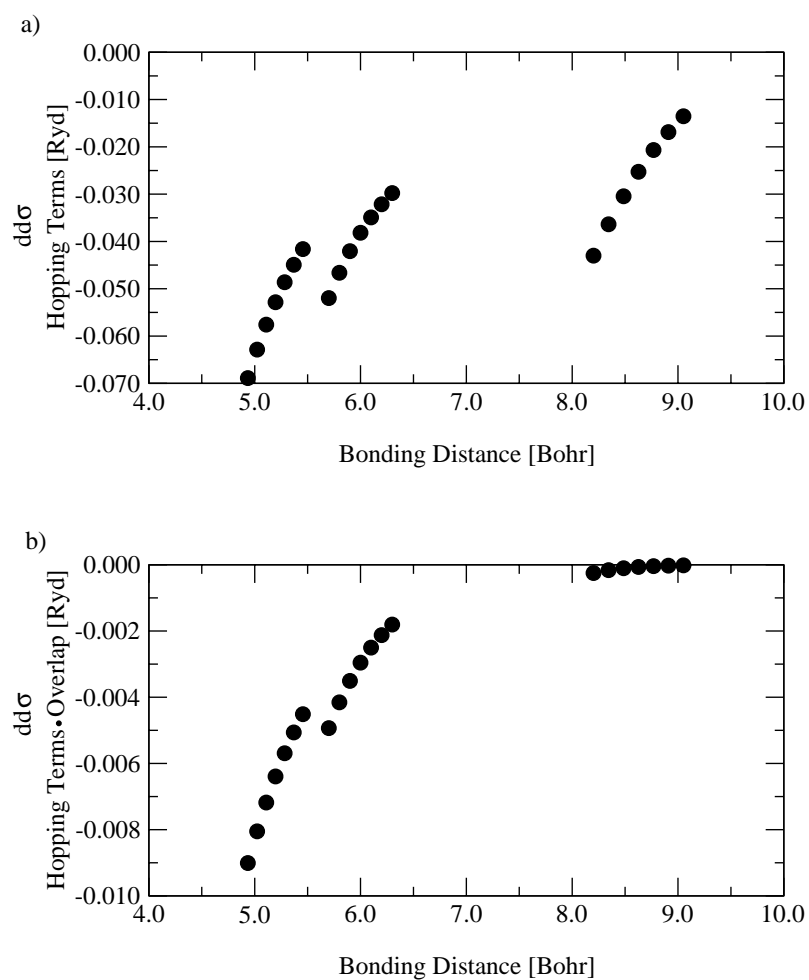 a)
0.000
-0.010
-0.020
-0.030
-0.040
-0.050
-0.060
-0.070
ddσ
Hopping Terms [Ryd]
4.0 5.0 6.0 7.0 8.0 9.0 10.0
Bonding Distance [Bohr]
b)
0.000
-0.002
-0.004
-0.006
-0.008
-0.010
ddσ
Hopping Terms•Overlap [Ryd]
4.0 5.0 6.0 7.0 8.0 9.0 10.0
Bonding Distance [Bohr]